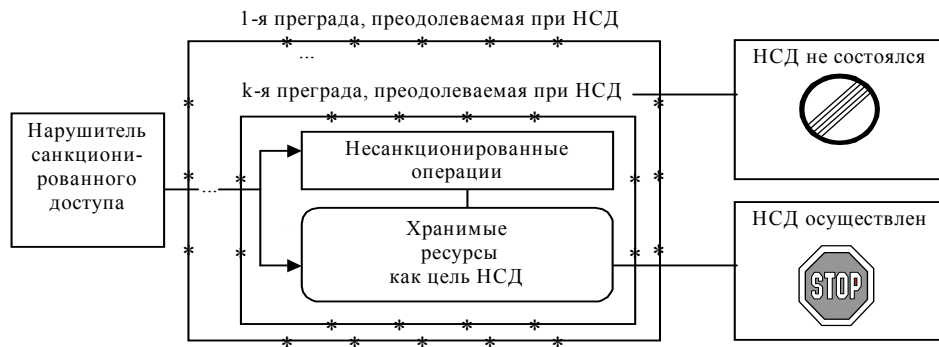 1-я преграда, преодолеваемая при НСД
...
k-я преграда, преодолеваемая при НСД
Нарушитель
санкциони-
рованного
доступа
...
Несанкционированные
операции
Хранимые
ресурсы
как цель НСД
НСД не состоялся
НСД осуществлен
STOP